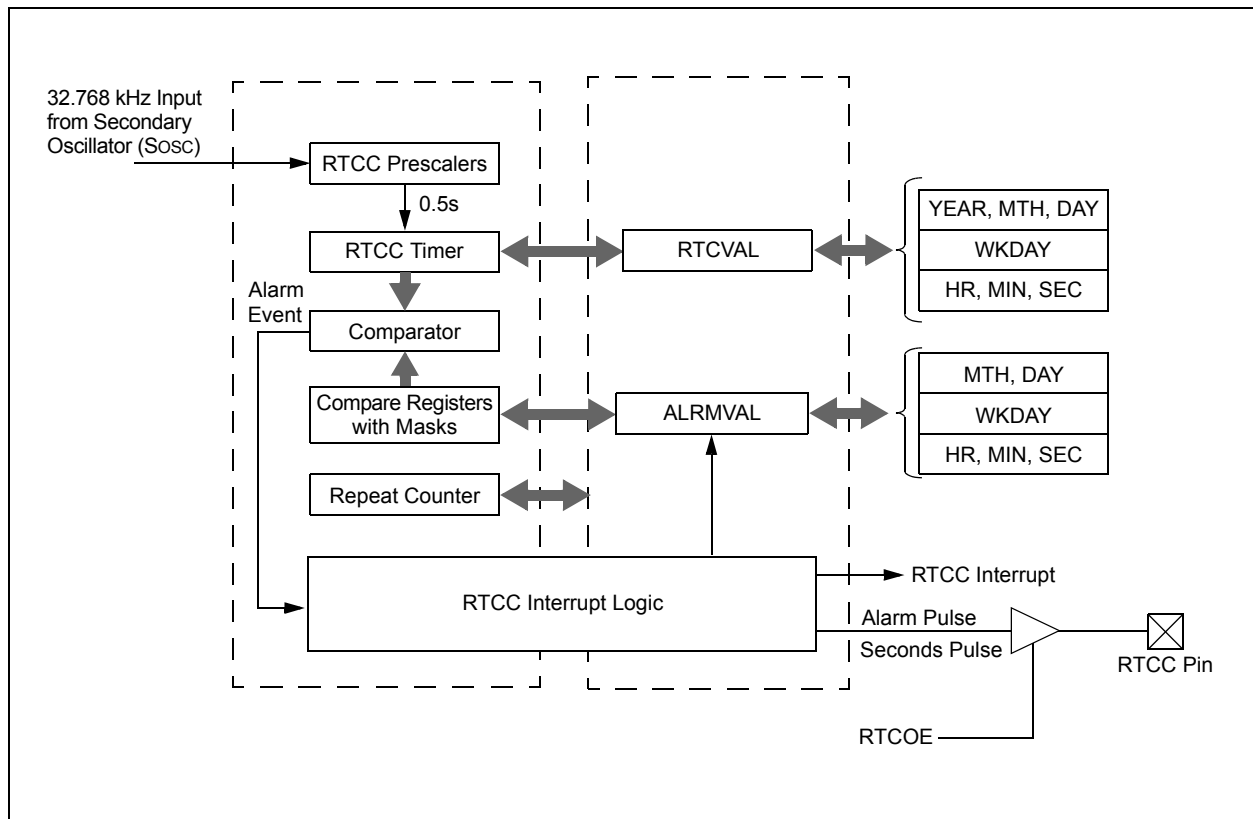 32.768 kHz Input
from Secondary
Oscillator (SOSC)
RTCC Prescalers
0.5s
RTCC Timer
RTCVAL
YEAR, MTH, DAY
WKDAY
HR, MIN, SEC
Alarm
Event
Comparator
Compare Registers
with Masks
ALRMVAL
MTH, DAY
WKDAY
HR, MIN, SEC
Repeat Counter
RTCC Interrupt Logic
RTCC Interrupt
Alarm Pulse
Seconds Pulse
RTCC Pin
RTCOE